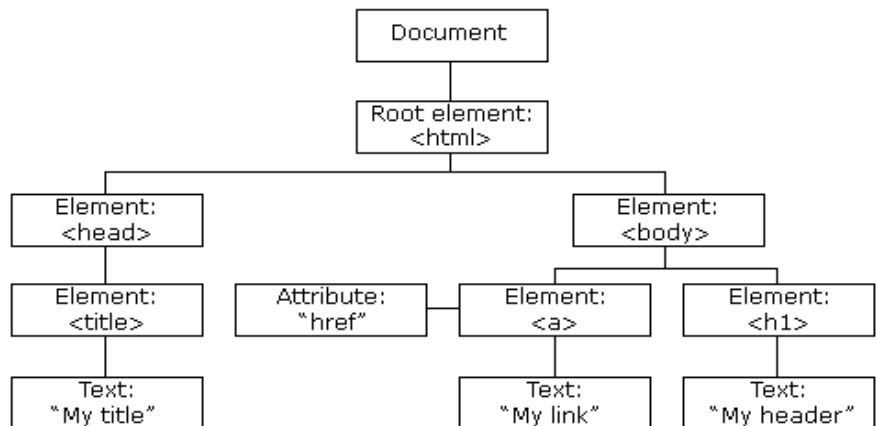 Document
Root element:
<html>
Element:
<head>
Element:
<body>
Element:
<title>
Attribute:
“href”
Element:
<a>
Element:
<h1>
Text:
“My title”
Text:
“My link”
Text:
“My header”